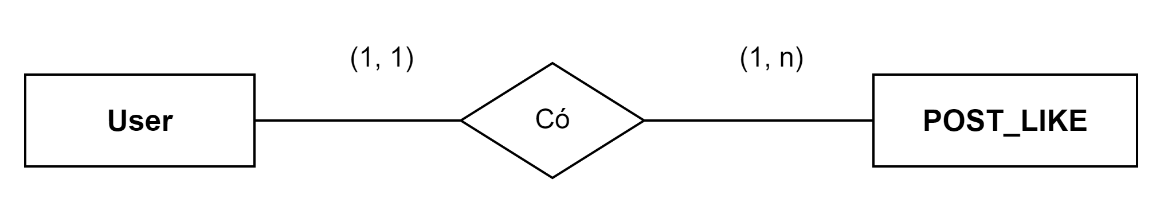 (1, 1)
(1, n)
User
Có
POST_LIKE